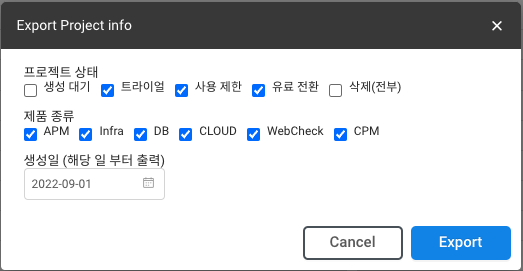 Export Project info
프로젝트 상태
생성 대기 트라이얼 사용 제한 유료 전환 삭제(전부)
제품 종류
APM Infra DB CLOUD WebCheck CPM
생성일 (해당 일 부터 출력)
2022-09-01
Cancel Export